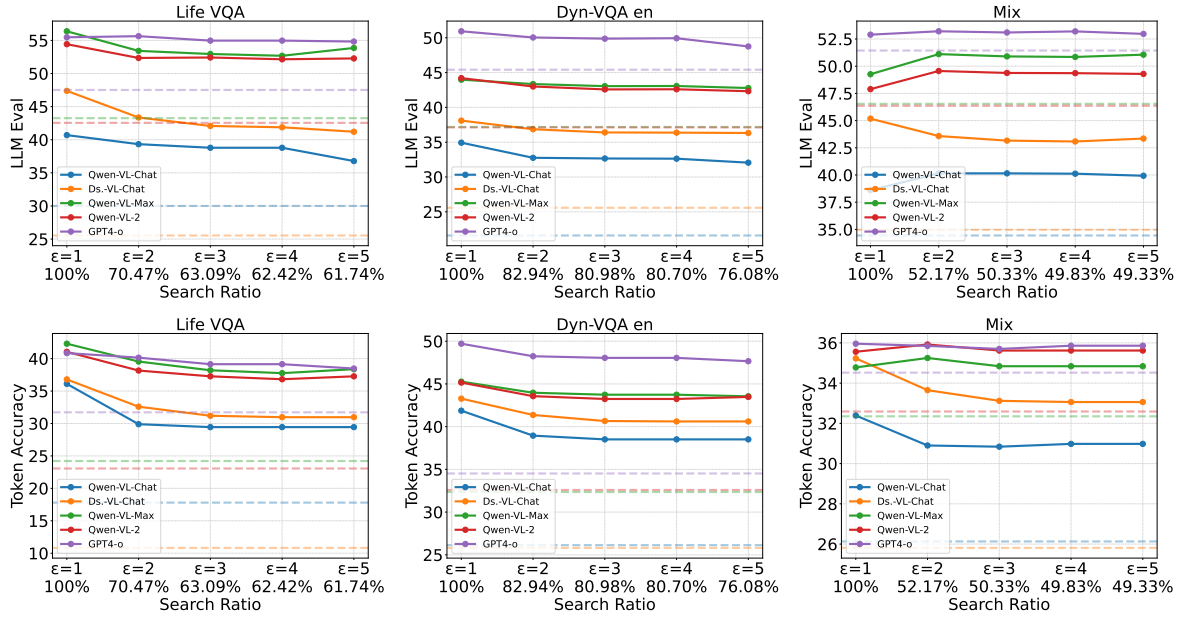 Life VQA
LLM Eval
55
50
45
40
35
30
25
Qwen-VL-Chat
Ds.-VL-Chat
Qwen-VL-Max
Qwen-VL-2
GPT4-o
ε=1 ε=2 ε=3 ε=4 ε=5
100% 70.47% 63.09% 62.42% 61.74%
Search Ratio
Dyn-VQA en
LLM Eval
50
45
40
35
30
25
Qwen-VL-Chat
Ds.-VL-Chat
Qwen-VL-Max
Qwen-VL-2
GPT4-o
ε=1 ε=2 ε=3 ε=4 ε=5
100% 82.94% 80.98% 80.70% 76.08%
Search Ratio
Mix
LLM Eval
52.5
50.0
47.5
45.0
42.5
40.0
37.5
35.0
Qwen-VL-Chat
Ds.-VL-Chat
Qwen-VL-Max
Qwen-VL-2
GPT4-o
ε=1 ε=2 ε=3 ε=4 ε=5
100% 52.17% 50.33% 49.83% 49.33%
Search Ratio
Life VQA
Token Accuracy
40
35
30
25
20
15
10
Qwen-VL-Chat
Ds.-VL-Chat
Qwen-VL-Max
Qwen-VL-2
GPT4-o
ε=1 ε=2 ε=3 ε=4 ε=5
100% 70.47% 63.09% 62.42% 61.74%
Search Ratio
Dyn-VQA en
Token Accuracy
50
45
40
35
30
25
Qwen-VL-Chat
Ds.-VL-Chat
Qwen-VL-Max
Qwen-VL-2
GPT4-o
ε=1 ε=2 ε=3 ε=4 ε=5
100% 82.94% 80.98% 80.70% 76.08%
Search Ratio
Mix
Token Accuracy
36
34
32
30
28
26
Qwen-VL-Chat
Ds.-VL-Chat
Qwen-VL-Max
Qwen-VL-2
GPT4-o
ε=1 ε=2 ε=3 ε=4 ε=5
100% 52.17% 50.33% 49.83% 49.33%
Search Ratio